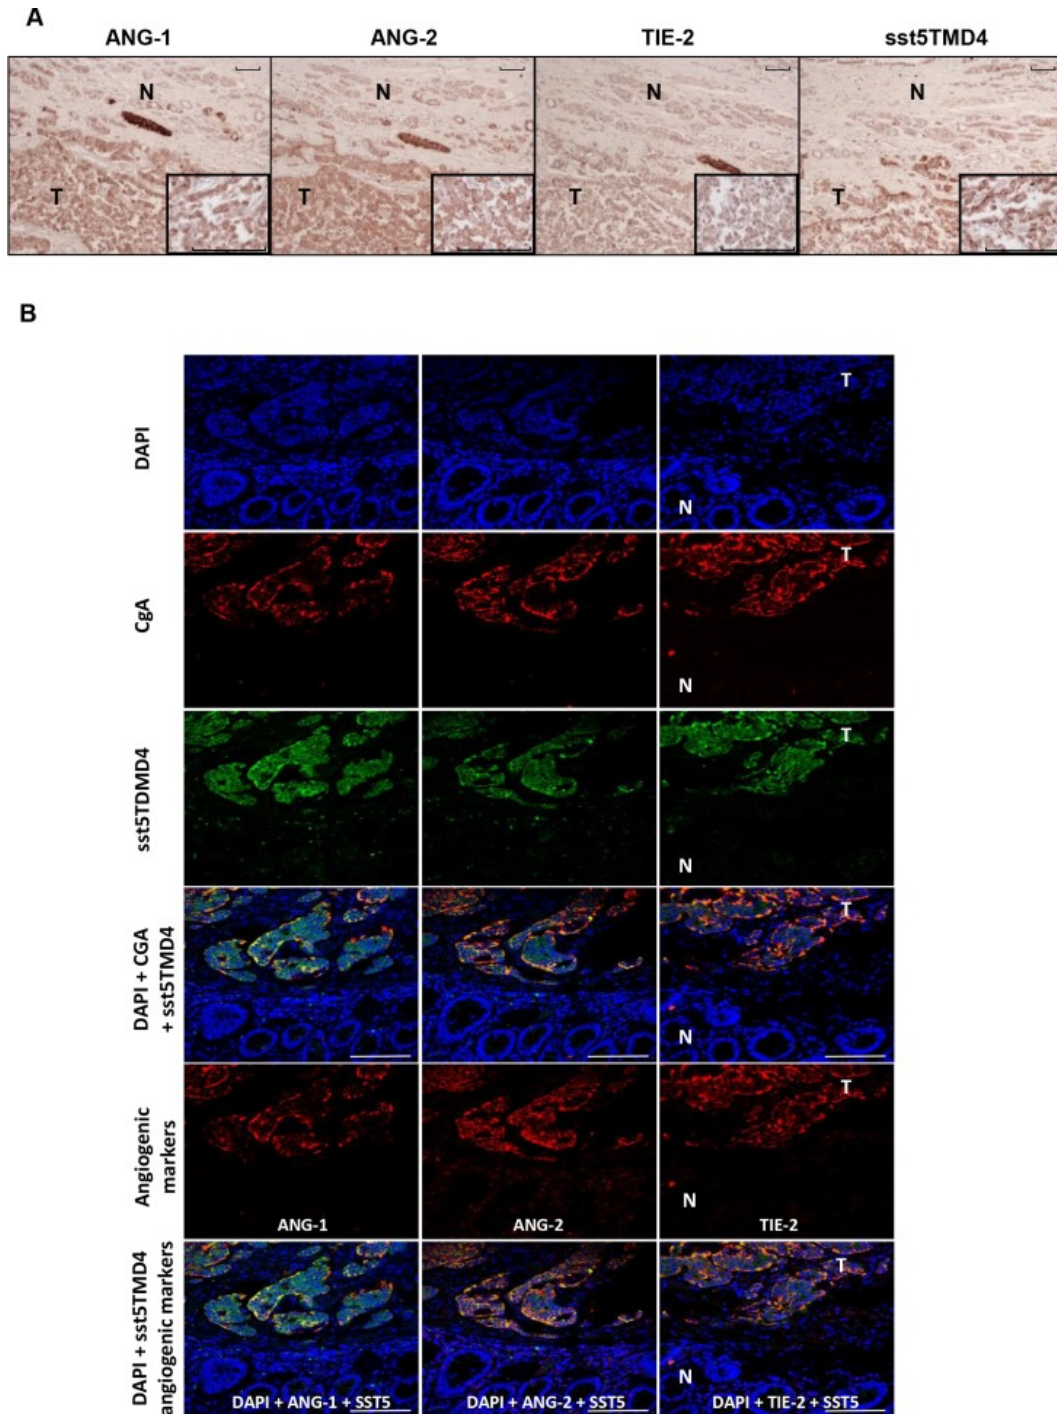 A
ANG-1 ANG-2 TIE-2 sst5TMD4
N N N N
T T T T
B
DAPI
T
N
CgA
T
N
sst5TDMD4
T
N
DAPI + CGA
+ sst5TMD4
T
N
Angiogenic
markers
T
N
ANG-1 ANG-2 TIE-2
DAPI + sst5TMD4
angiogenic markers
T
N
DAPI + ANG-1 + SST5 DAPI + ANG-2 + SST5 DAPI + TIE-2 + SST5